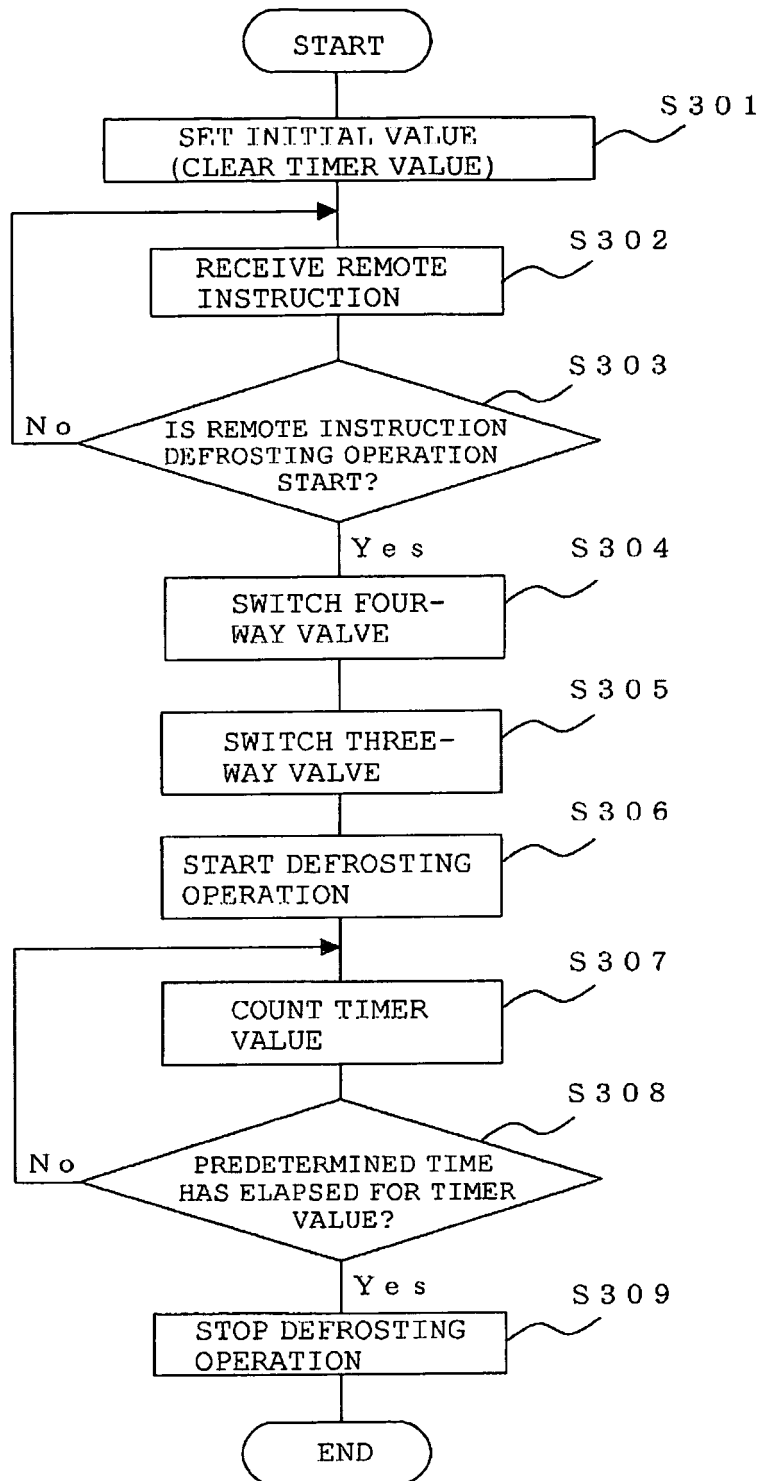 START
S301
SET INITIAL VALUE
(CLEAR TIMER VALUE)
S302
RECEIVE REMOTE
INSTRUCTION
S303
No
IS REMOTE INSTRUCTION
DEFROSTING OPERATION
START?
Yes
S304
SWITCH FOUR-
WAY VALVE
S305
SWITCH THREE-
WAY VALVE
S306
START DEFROSTING
OPERATION
S307
COUNT TIMER
VALUE
S308
No
PREDETERMINED TIME
HAS ELAPSED FOR TIMER
VALUE?
Yes
S309
STOP DEFROSTING
OPERATION
END